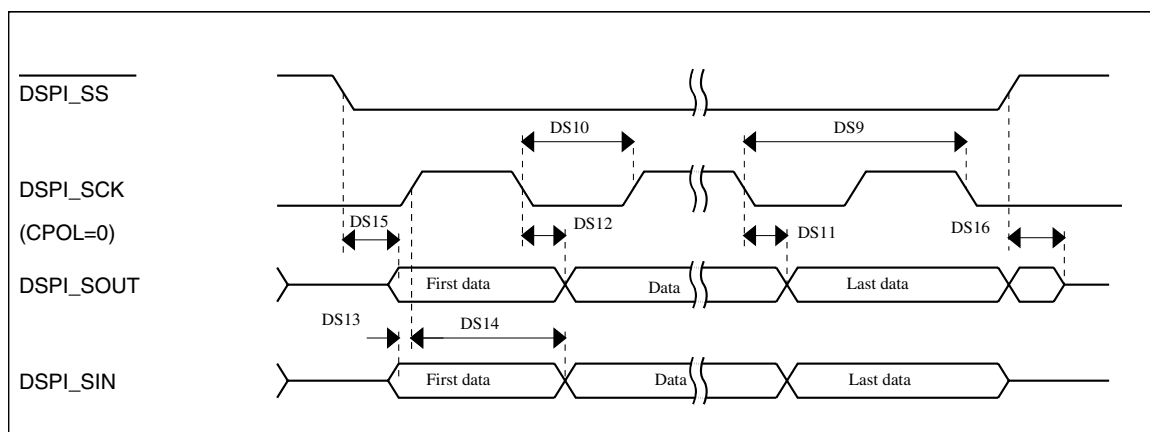 DSPI_SS
DS10
DS9
DSPI_SCK
(CPOL=0)
DS15
DS12
DS11
DS16
DSPI_SOUT
First data
Data
Last data
DS13
DS14
DSPI_SIN
First data
Data
Last data